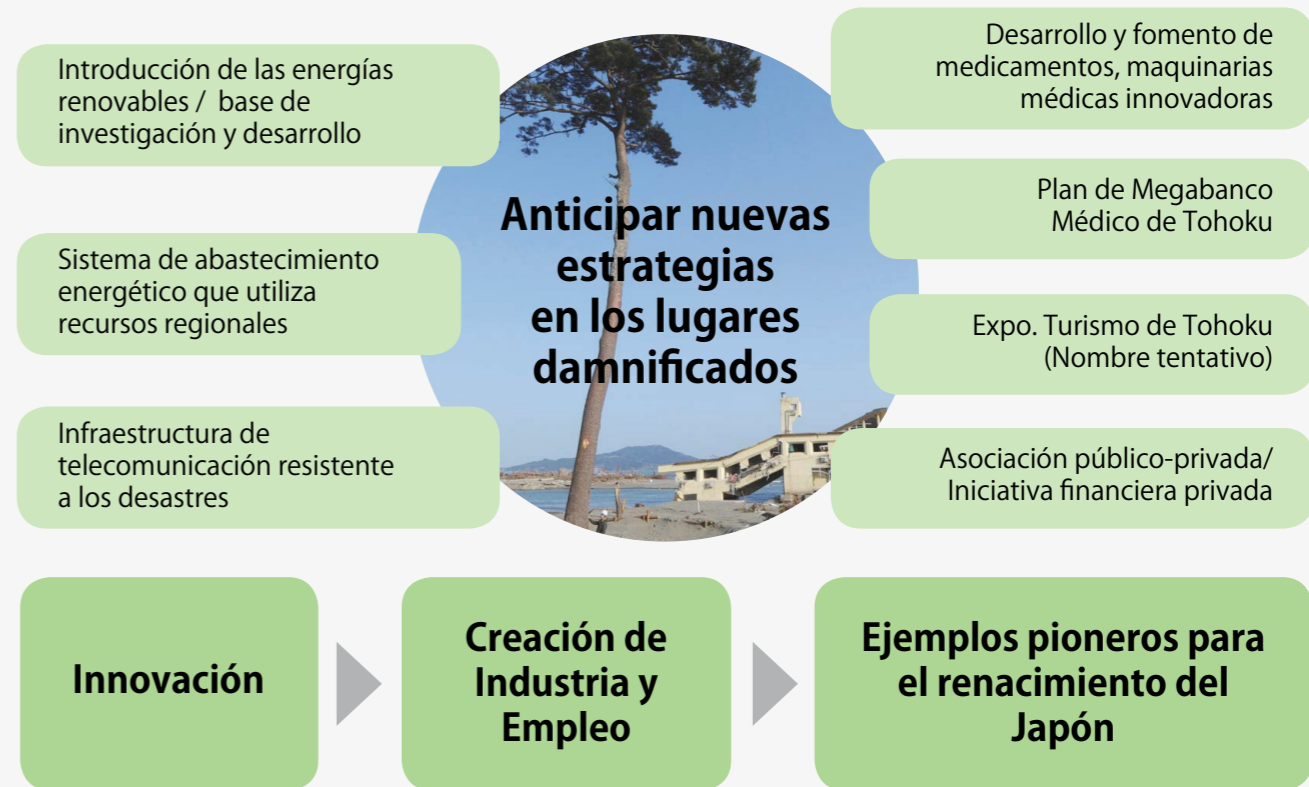 Introducción de las energías
renovables / base de
investigación y desarrollo
Sistema de abastecimiento
energético que utiliza
recursos regionales
Infraestructura de
telecomunicación resistente
a los desastres
Anticipar nuevas
estrategias
en los lugares
damnificados
Desarrollo y fomento de
medicamentos, maquinarias
médicas innovadoras
Plan de Megabanco
Médico de Tohoku
Expo. Turismo de Tohoku
(Nombre tentativo)
Asociación público-privada/
Iniciativa financiera privada
Innovación
Creación de
Industria y
Empleo
Ejemplos pioneros para
el renacimiento del
Japón